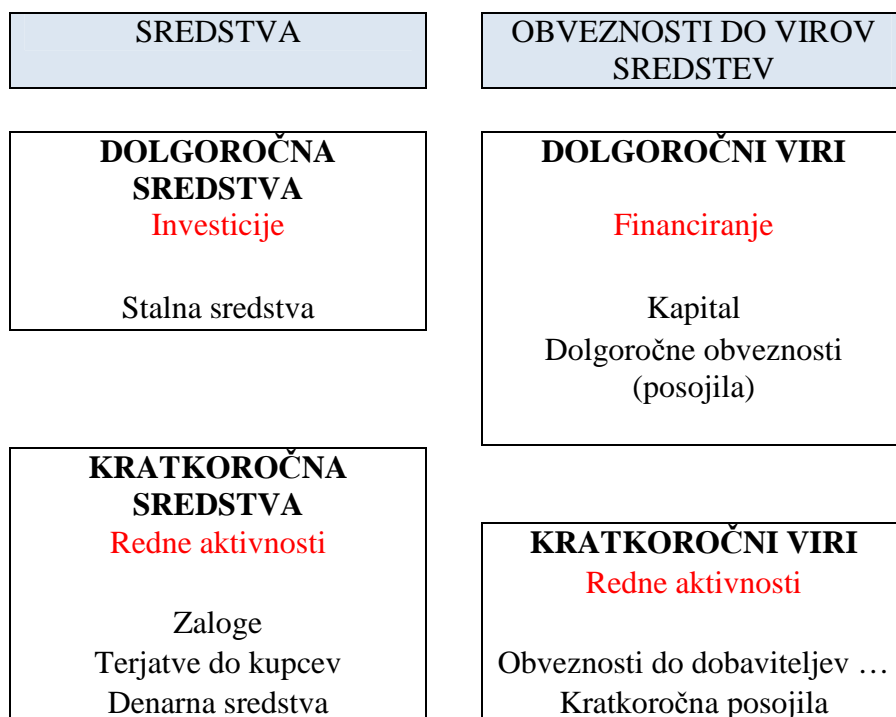 SREDSTVA
OBVEZNOSTI DO VIROV
SREDSTEV
DOLGOROČNA
SREDSTVA
Investicije
Stalna sredstva
DOLGOROČNI VIRI
Financiranje
Kapital
Dolgoročne obveznosti
(posojila)
KRATKOROČNA
SREDSTVA
Redne aktivnosti
Zaloge
Terjatve do kupcev
Denarna sredstva
KRATKOROČNI VIRI
Redne aktivnosti
Obveznosti do dobaviteljev …
Kratkoročna posojila